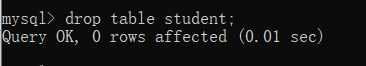 mysql> drop table student;
Query OK, 0 rows affected (0.01 sec)